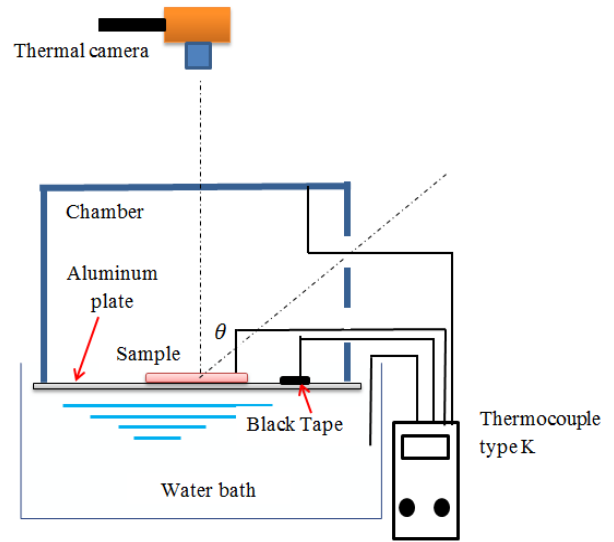 Thermal camera
Chamber
Aluminum
plate
θ
Sample
Black Tape
Thermocouple
type K
Water bath